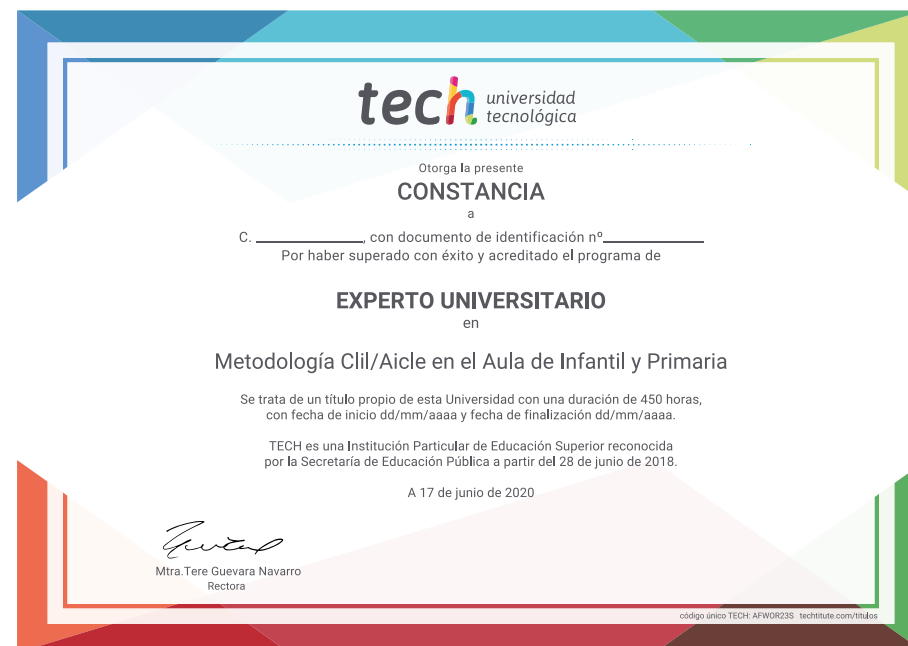 tech universidad
tecnológica
Otorga la presente
CONSTANCIA
a
C. ______________, con documento de identificación nº_____________
Por haber superado con éxito y acreditado el programa de
EXPERTO UNIVERSITARIO
en
Metodología Clil/Aicle en el Aula de Infantil y Primaria
Se trata de un título propio de esta Universidad con una duración de 450 horas,
con fecha de inicio dd/mm/aaaa y fecha de finalización dd/mm/aaaa.
TECH es una Institución Particular de Educación Superior reconocida
por la Secretaría de Educación Pública a partir del 28 de junio de 2018.
A 17 de junio de 2020
Mtra.Tere Guevara Navarro
Rectora
código único TECH: AFWOR23S techtitute.com/titulos